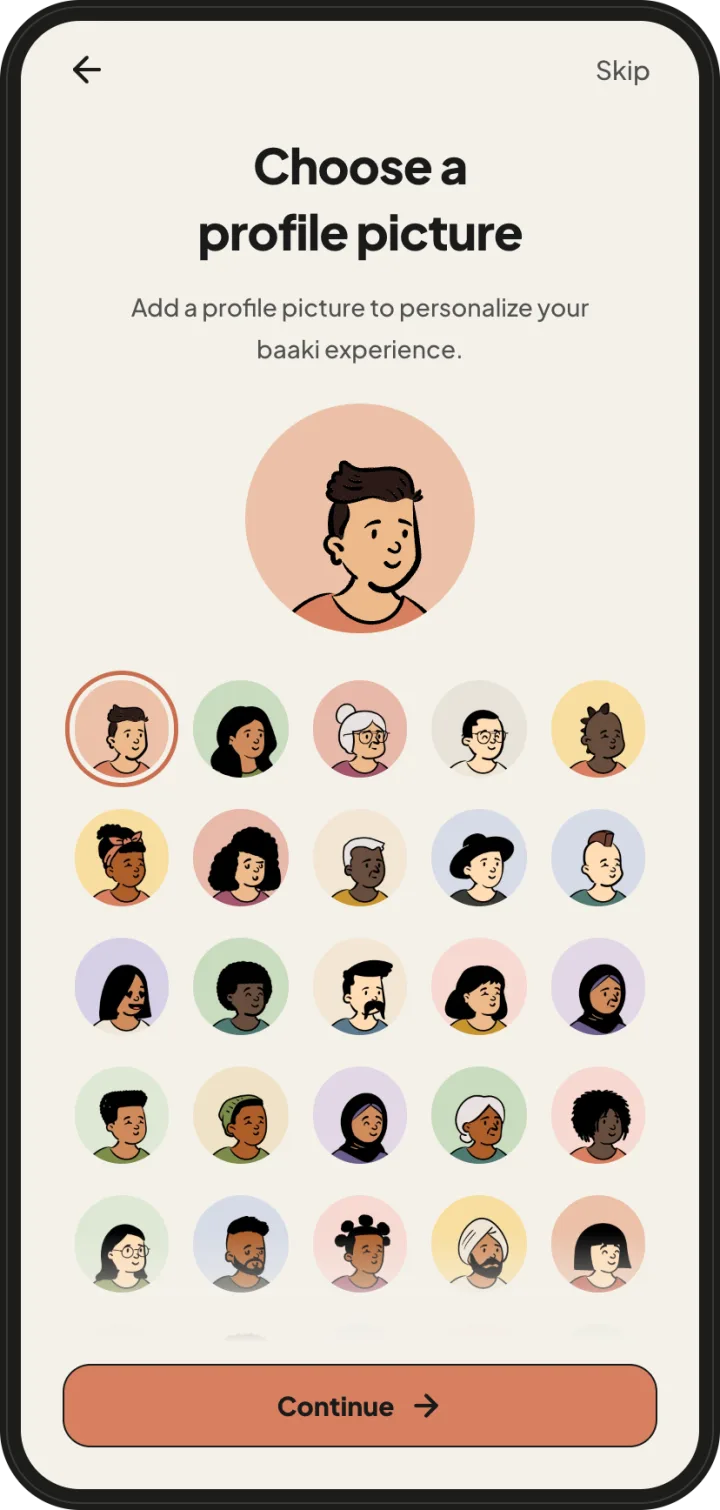 Skip
Choose a
profile picture
Add a profile picture to personalize your
baaki experience.
Continue